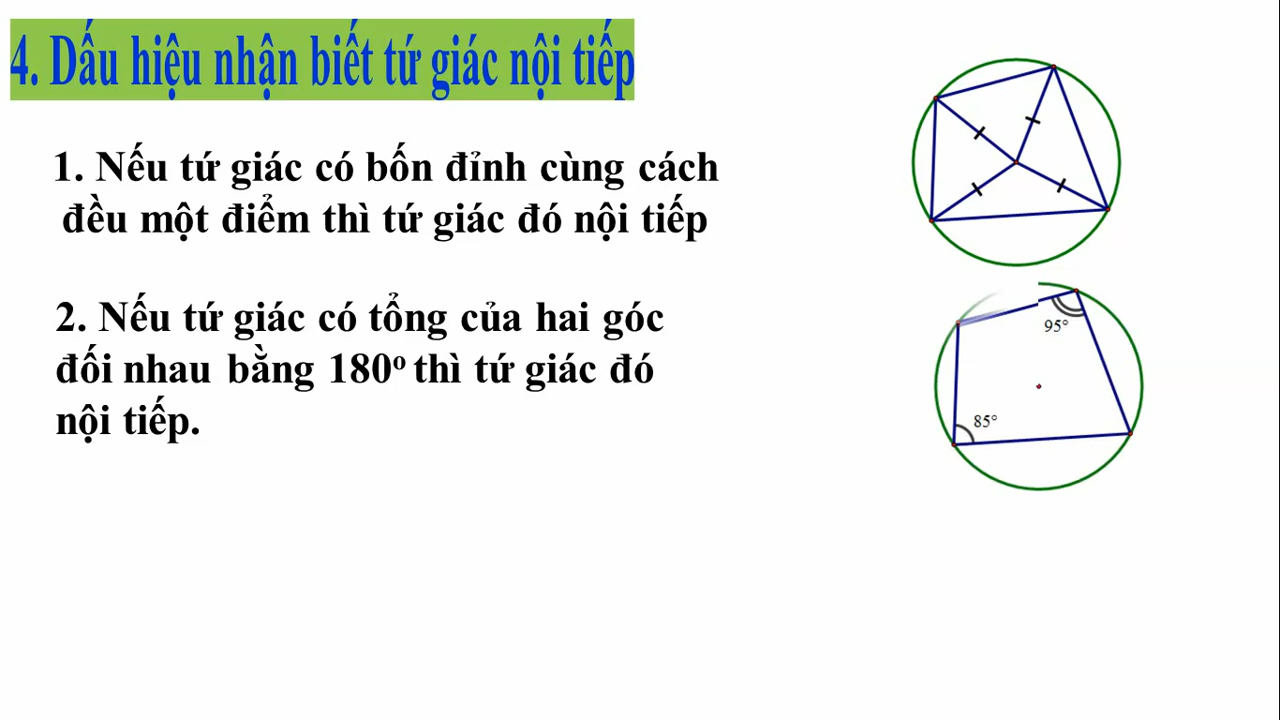 4. Dấu hiệu nhận biết tứ giác nội tiếp
1. Nếu tứ giác có bốn đỉnh cùng cách
đều một điểm thì tứ giác đó nội tiếp
2. Nếu tứ giác có tổng của hai góc
đối nhau bằng 180º thì tứ giác đó
nội tiếp.
95°
85°